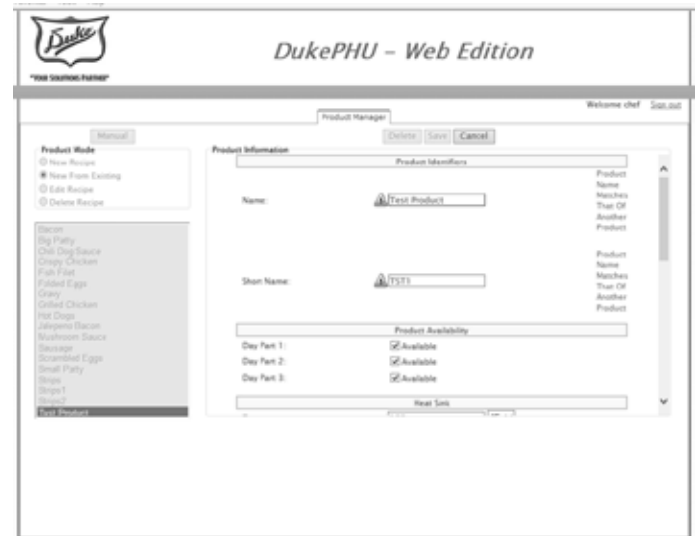 Duke
"YOUR SOLUTIONS PARTNER"
DukePHU – Web Edition
Welcome chef Sign out
Product Manager
Manual
Delete Save Cancel
Product Mode
New Recipe
New From Existing
Edit Recipe
Delete Recipe
Bacon
Big Patty
Chili Dog Sauce
Crispy Chicken
Fish Filet
Folded Eggs
Gravy
Grilled Chicken
Hot Dogs
Jalepeno Bacon
Mushroom Sauce
Sausage
Scrambled Eggs
Small Patty
Strips
Strips1
Strips2
Test Product
Product Information
Product Identifiers
Name: Test Product
Product
Name
Matches
That Of
Another
Product
Short Name: TST1
Product
Name
Matches
That Of
Another
Product
Product Availability
Day Part 1: Available
Day Part 2: Available
Day Part 3: Available
Heat Sink